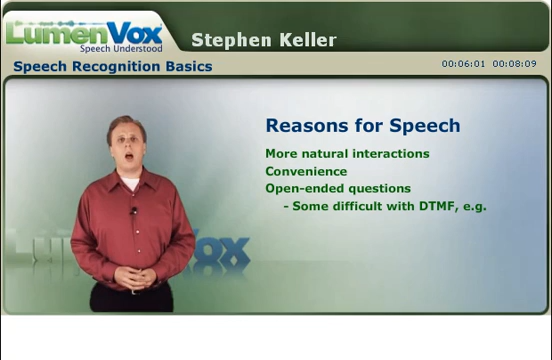 LumenVox
Speech Understood
Stephen Keller
Speech Recognition Basics
00:06:01 00:08:09
Reasons for Speech
More natural interactions
Convenience
Open-ended questions
- Some difficult with DTMF, e.g.
LumenVox